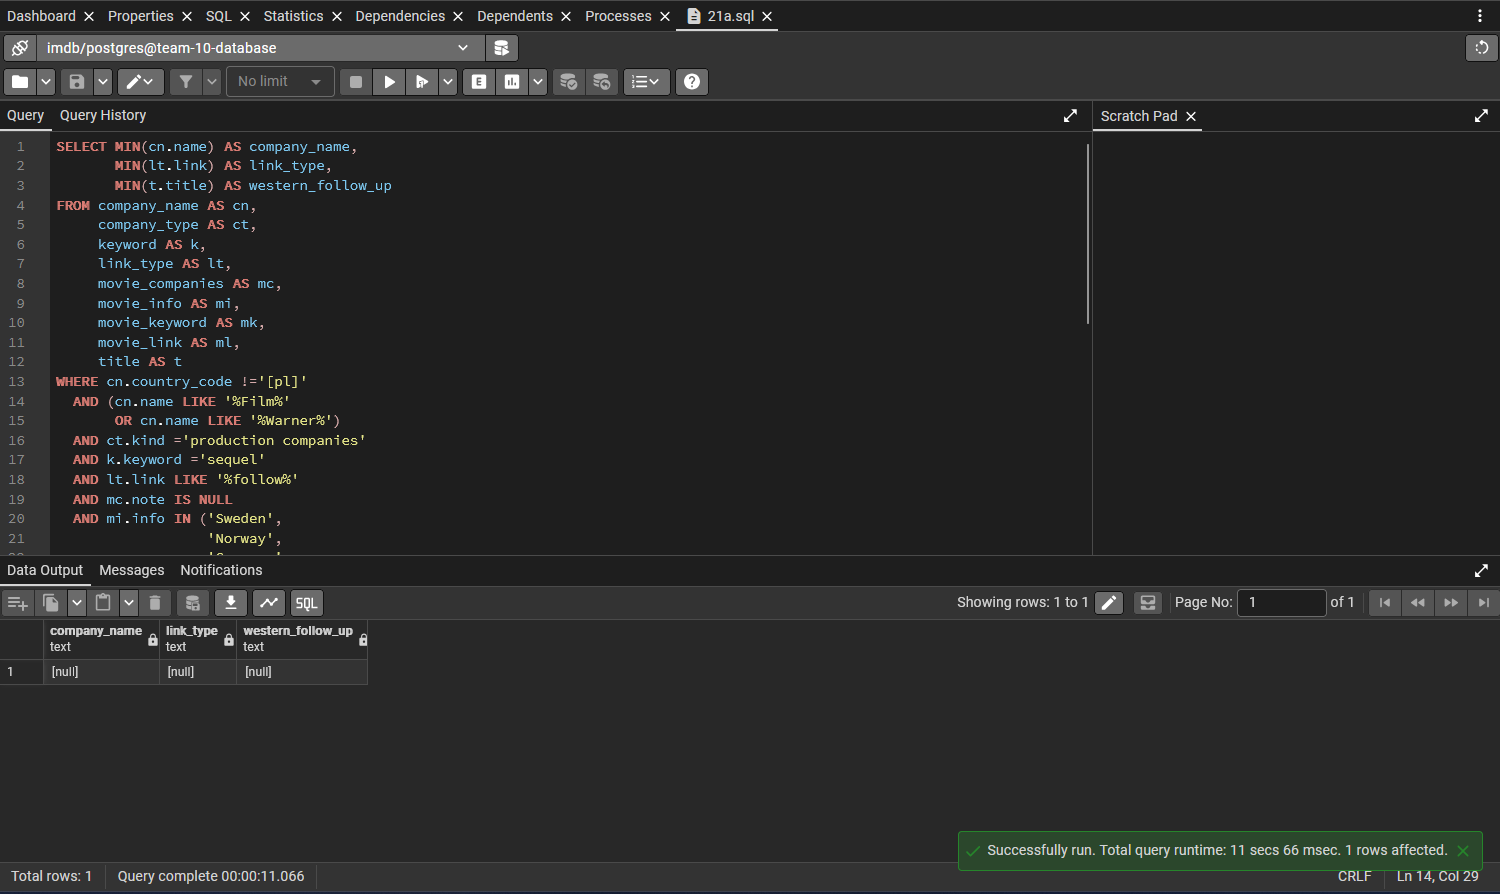 Dashboard Properties SQL Statistics Dependencies Dependents Processes 21a.sql
imdb/postgres@team-10-database
No limit E
Query Query History Scratch Pad
1 SELECT MIN(cn.name) AS company_name,
2 MIN(lt.link) AS link_type,
3 MIN(t.title) AS western_follow_up
4 FROM company_name AS cn,
5 company_type AS ct,
6 keyword AS k,
7 link_type AS lt,
8 movie_companies AS mc,
9 movie_info AS mi,
10 movie_keyword AS mk,
11 movie_link AS ml,
12 title AS t
13 WHERE cn.country_code !='[pl]'
14 AND (cn.name LIKE '%Film%'
15 OR cn.name LIKE '%Warner%')
16 AND ct.kind ='production companies'
17 AND k.keyword ='sequel'
18 AND lt.link LIKE '%follow%'
19 AND mc.note IS NULL
20 AND mi.info IN ('Sweden',
21 'Norway',
Data Output Messages Notifications
SQL Showing rows: 1 to 1 Page No: 1 of 1
company_name link_type western_follow_up
text text text
1 [null] [null] [null]
Successfully run. Total query runtime: 11 secs 66 msec. 1 rows affected.
Total rows: 1 Query complete 00:00:11.066 CRLF Ln 14, Col 29